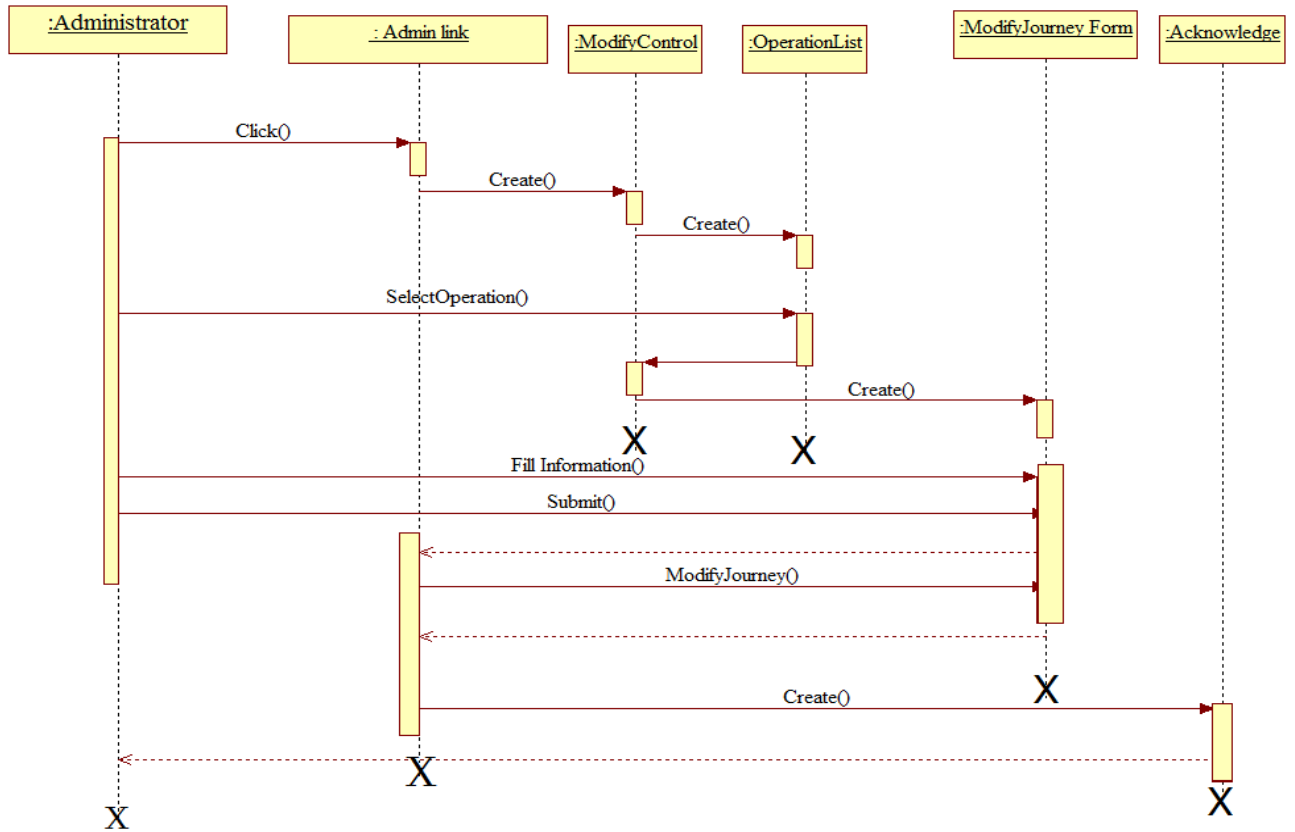 :Administrator
: Admin link
:ModifyControl
:OperationList
:ModifyJourney Form
:Acknowledge
Click()
Create()
Create()
SelectOperation()
Create()
X
X
Fill Information()
Submit()
ModifyJourney()
X
Create()
X
X
X